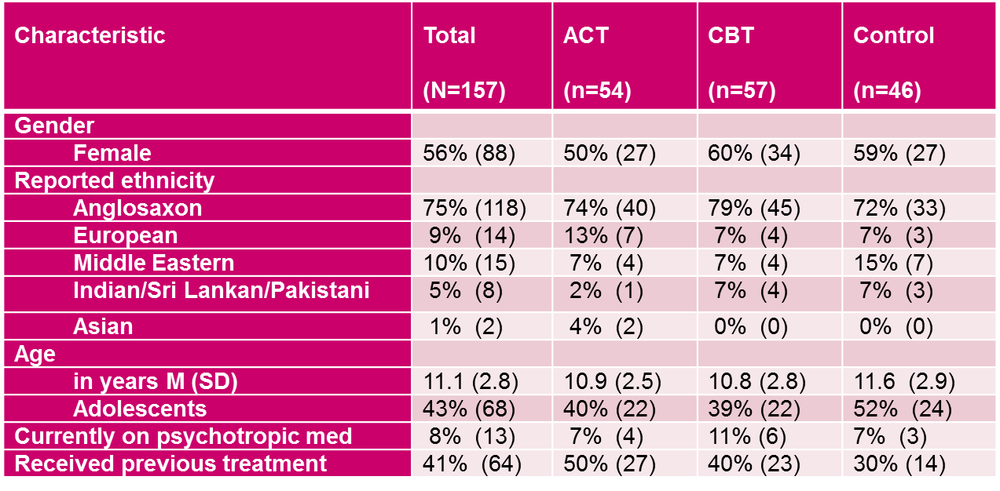 Characteristic Total ACT CBT Control
(N=157) (n=54) (n=57) (n=46)
Gender
Female 56% (88) 50% (27) 60% (34) 59% (27)
Reported ethnicity
Anglosaxon 75% (118) 74% (40) 79% (45) 72% (33)
European 9% (14) 13% (7) 7% (4) 7% (3)
Middle Eastern 10% (15) 7% (4) 7% (4) 15% (7)
Indian/Sri Lankan/Pakistani 5% (8) 2% (1) 7% (4) 7% (3)
Asian 1% (2) 4% (2) 0% (0) 0% (0)
Age
in years M (SD) 11.1 (2.8) 10.9 (2.5) 10.8 (2.8) 11.6 (2.9)
Adolescents 43% (68) 40% (22) 39% (22) 52% (24)
Currently on psychotropic med 8% (13) 7% (4) 11% (6) 7% (3)
Received previous treatment 41% (64) 50% (27) 40% (23) 30% (14)